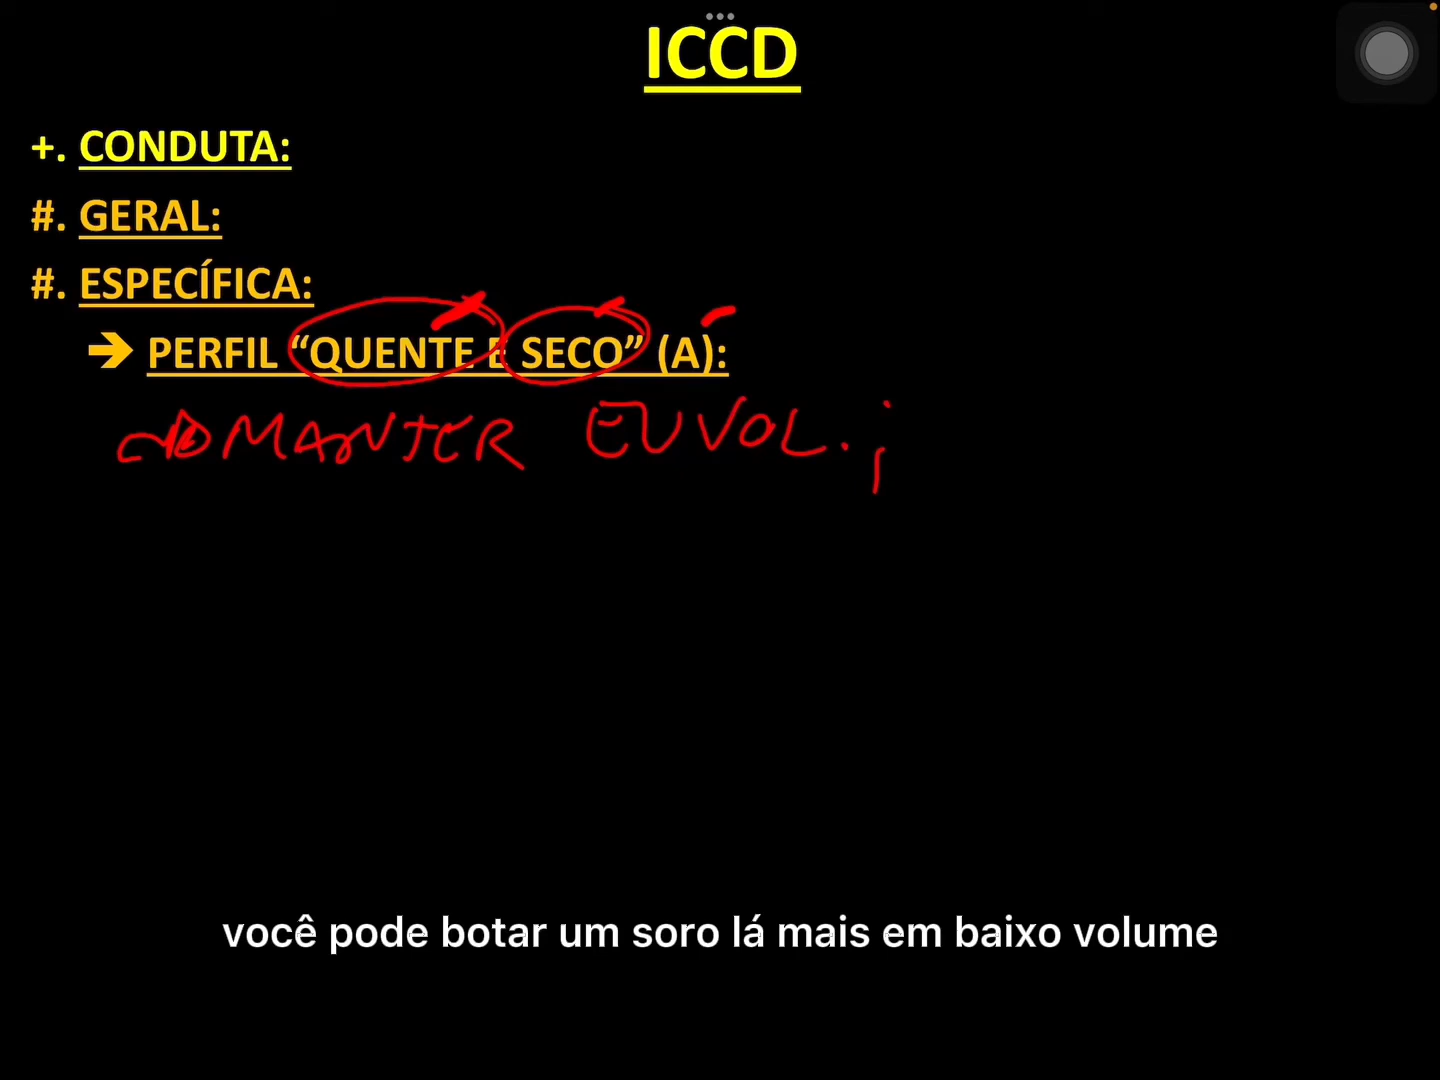 ICCD
+. CONDUTA:
#. GERAL:
#. ESPECÍFICA:
➔ PERFIL “QUENTE E SECO” (A):
MANTER EUVOL. ;
você pode botar um soro lá mais em baixo volume